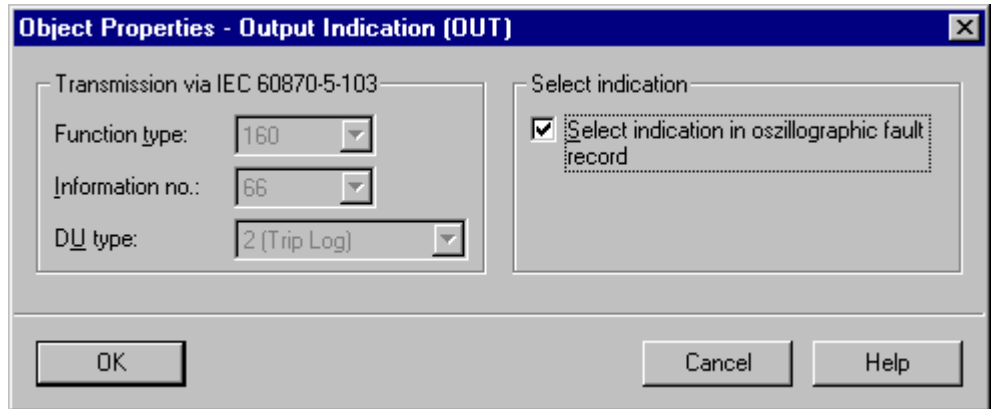 Object Properties - Output Indication (OUT)
Transmission via IEC 60870-5-103
Function type:
160
Information no.:
66
DU type:
2 (Trip Log)
Select indication
Select indication in oszillographic fault
record
OK
Cancel
Help